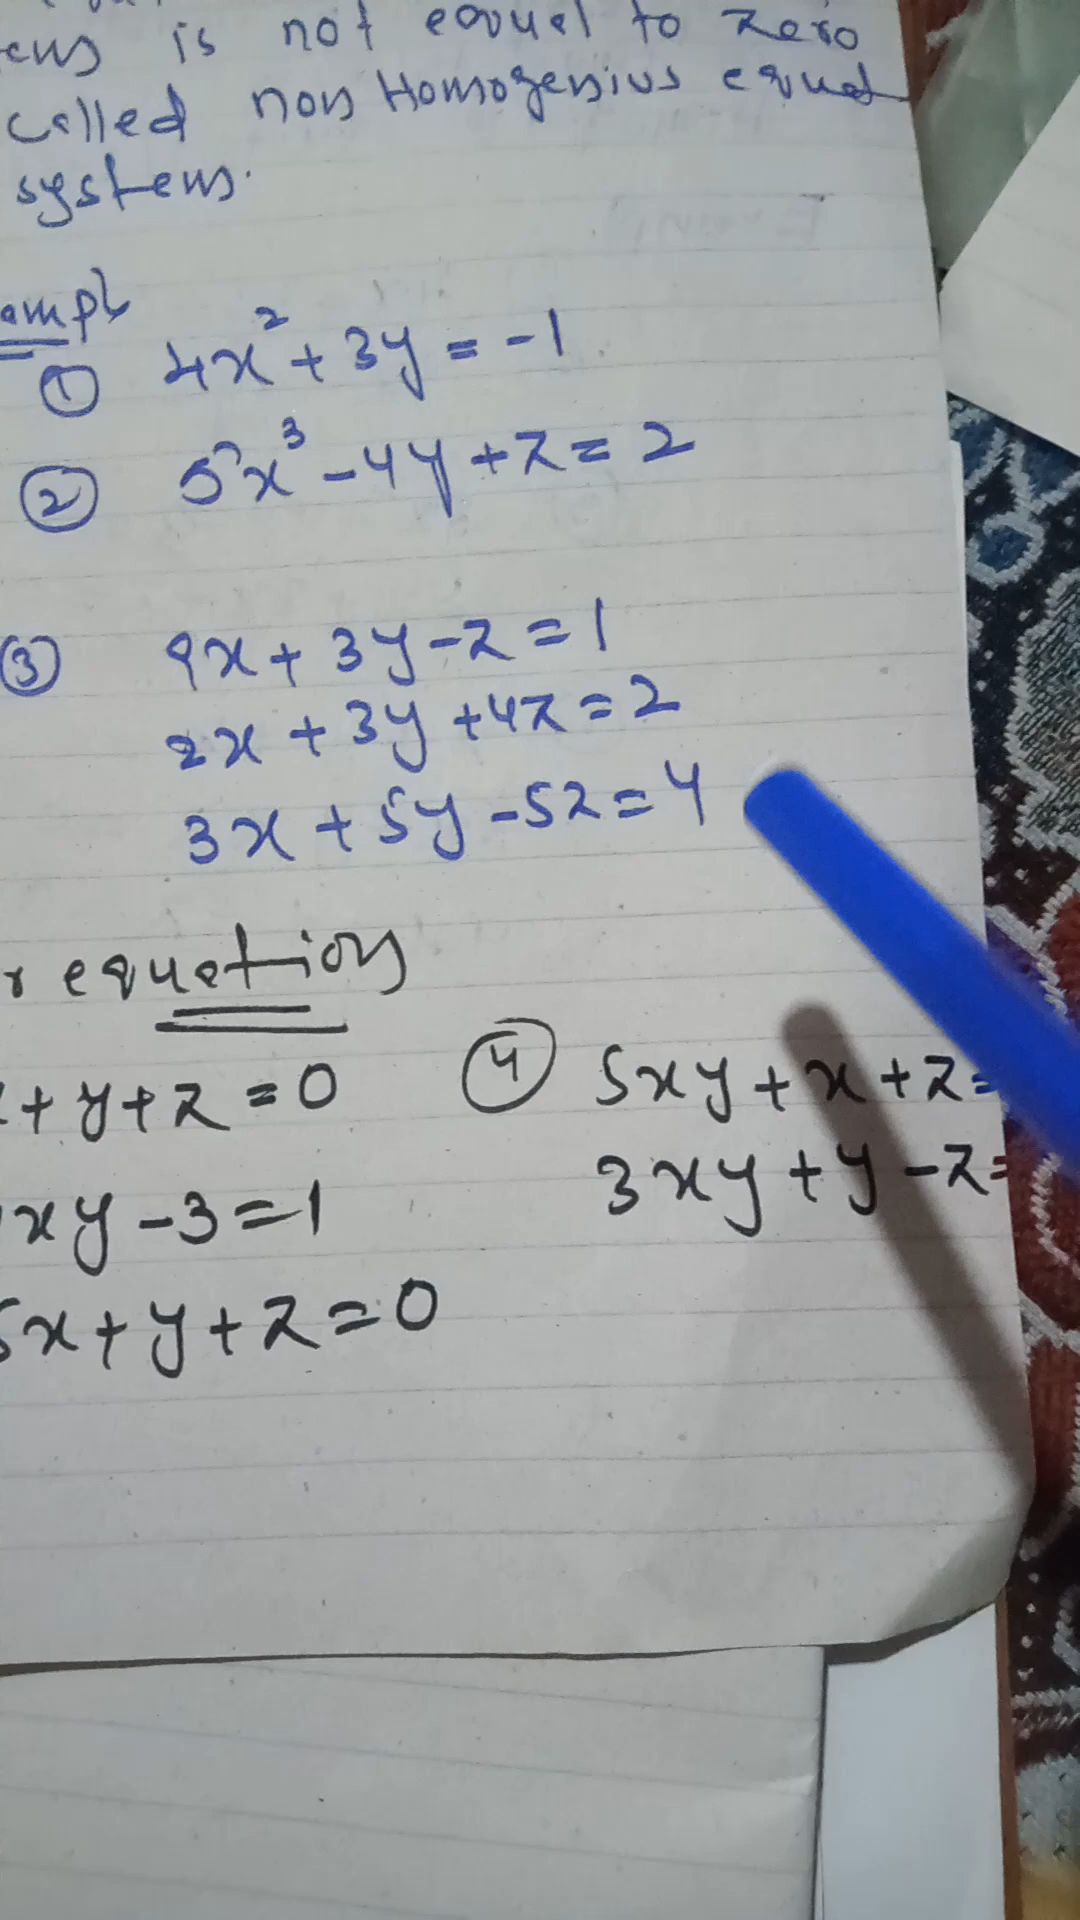 is not equal to zero
called non Homogenius equat
system.
① 4x²+3y=-1
② 5x³-4y+z=2
③ 9x+3y-z=1
2x+3y+4z=2
3x+5y-5z=4
r equation
+y+z=0
④ 5xy+x+z=
xy-3=1
3xy+y-z=
5x+y+z=0